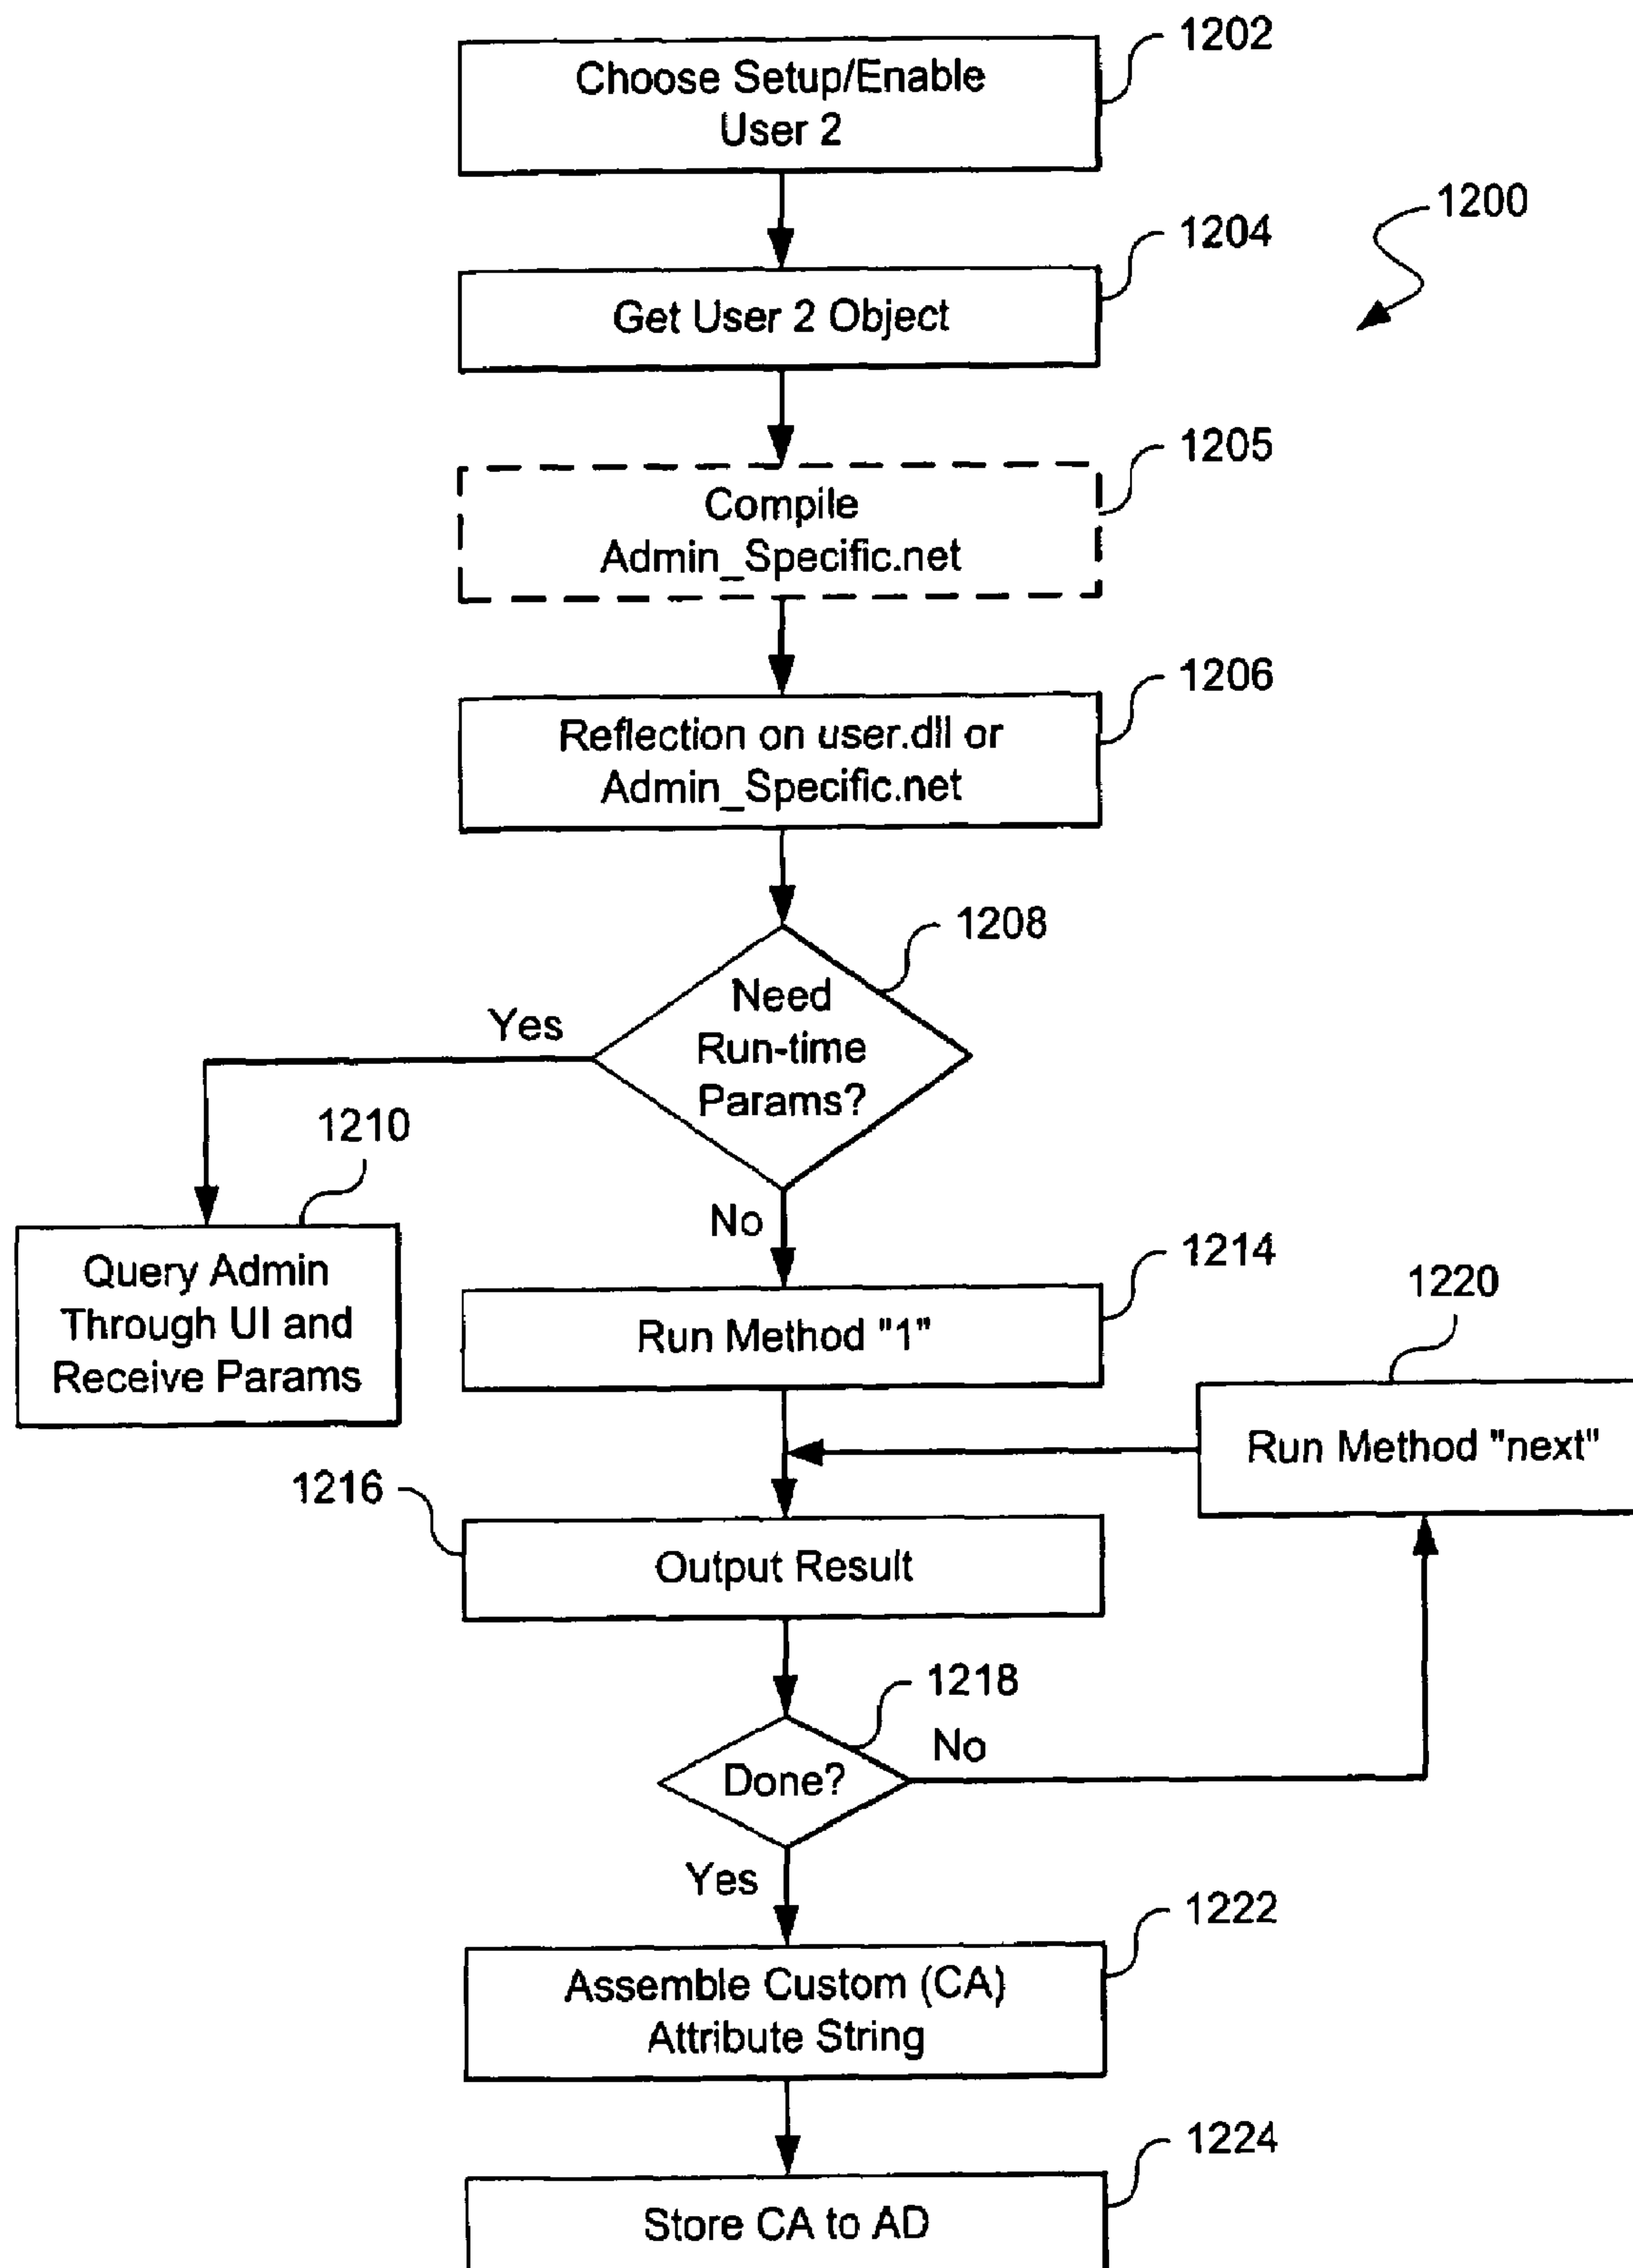 1202
Choose Setup/Enable
User 2
1200
1204
Get User 2 Object
1205
Compile
Admin_Specific.net
1206
Reflection on user.dll or
Admin_Specific.net
1208
Need
Run-time
Params?
Yes
No
1210
Query Admin
Through UI and
Receive Params
1214
Run Method "1"
1220
Run Method "next"
1216
Output Result
1218
Done?
No
Yes
1222
Assemble Custom (CA)
Attribute String
1224
Store CA to AD